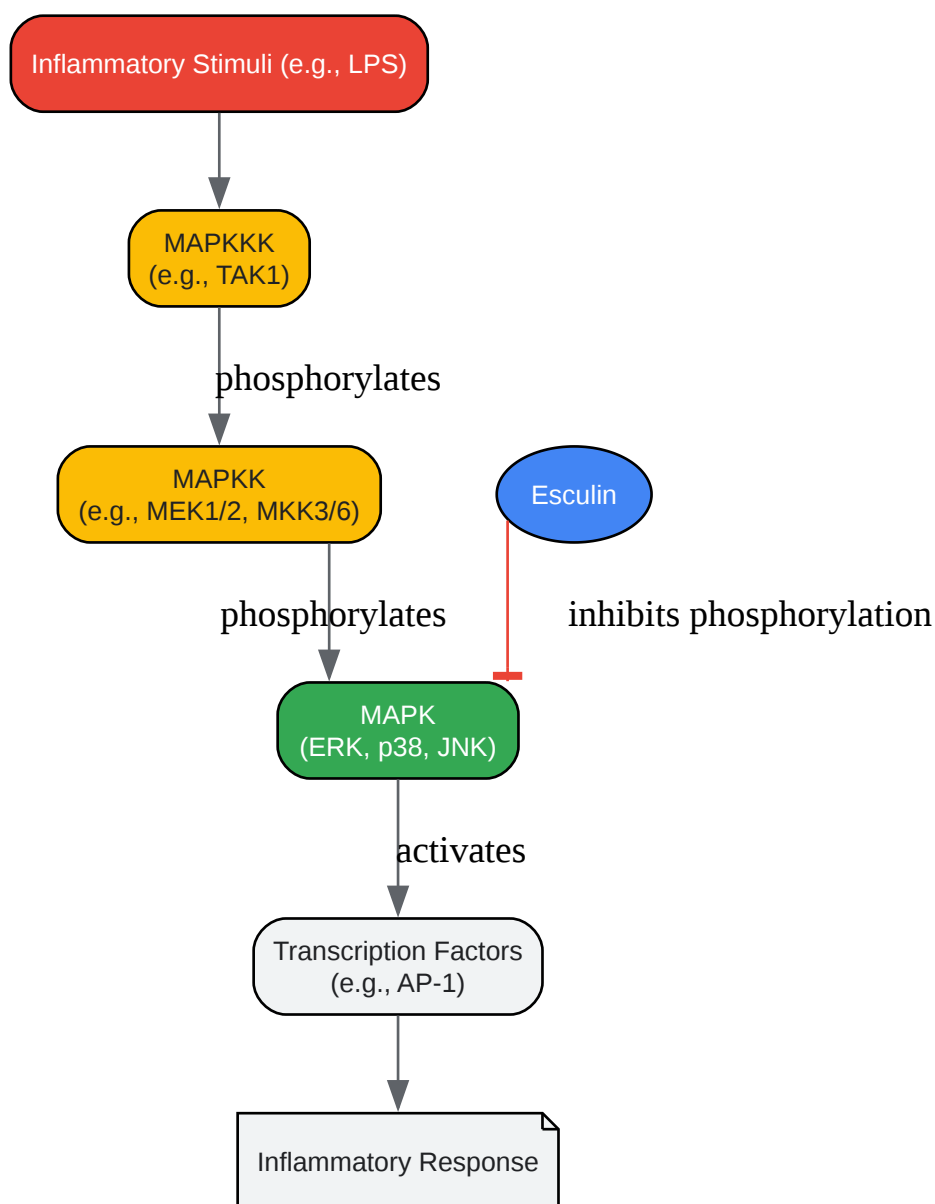 Inflammatory Stimuli (e.g., LPS)
MAPKKK
(e.g., TAK1)
phosphorylates
MAPKK
(e.g., MEK1/2, MKK3/6)
Esculin
phosphorylates
inhibits phosphorylation
MAPK
(ERK, p38, JNK)
activates
Transcription Factors
(e.g., AP-1)
Inflammatory Response